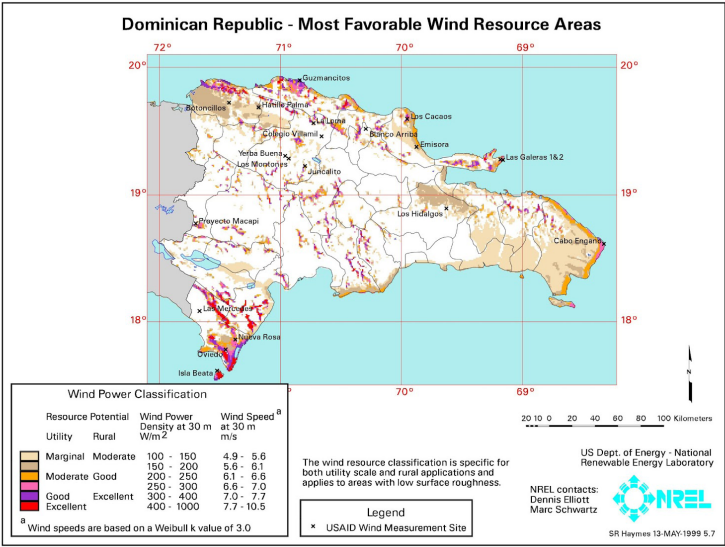 Dominican Republic - Most Favorable Wind Resource Areas
72° 71° 70° 69°
20° 20°
Guzmancitos
Botoncillos
Hatillo Palma
La Loma
Los Cacaos
Colegio Villamil
Blanco Arriba
Emisora
Yerba Buena
Los Montones
Las Galeras 1&2
Juncalito
19° 19°
Los Hidalgos
Proyecto Macapi
Cabo Engano
Las Mercedes
18° 18°
Nueva Rosa
Oviedo
Isla Beata
70° 69°
Wind Power Classification
Resource Potential Wind Power Wind Speed a
Density at 30 m at 30 m
Utility Rural W/m2 m/s
Marginal Moderate 100 - 150 4.9 - 5.6
150 - 200 5.6 - 6.1
Moderate Good 200 - 250 6.1 - 6.6
250 - 300 6.6 - 7.0
Good Excellent 300 - 400 7.0 - 7.7
Excellent 400 - 1000 7.7 - 10.5
a Wind speeds are based on a Weibull k value of 3.0
The wind resource classification is specific for
both utility scale and rural applications and
applies to areas with low surface roughness.
Legend
× USAID Wind Measurement Site
N
20 10 0 20 40 60 80 100 Kilometers
US Dept. of Energy - National
Renewable Energy Laboratory
NREL contacts:
Dennis Elliott
Marc Schwartz
NREL
SR Haymes 13-MAY-1999 5.7